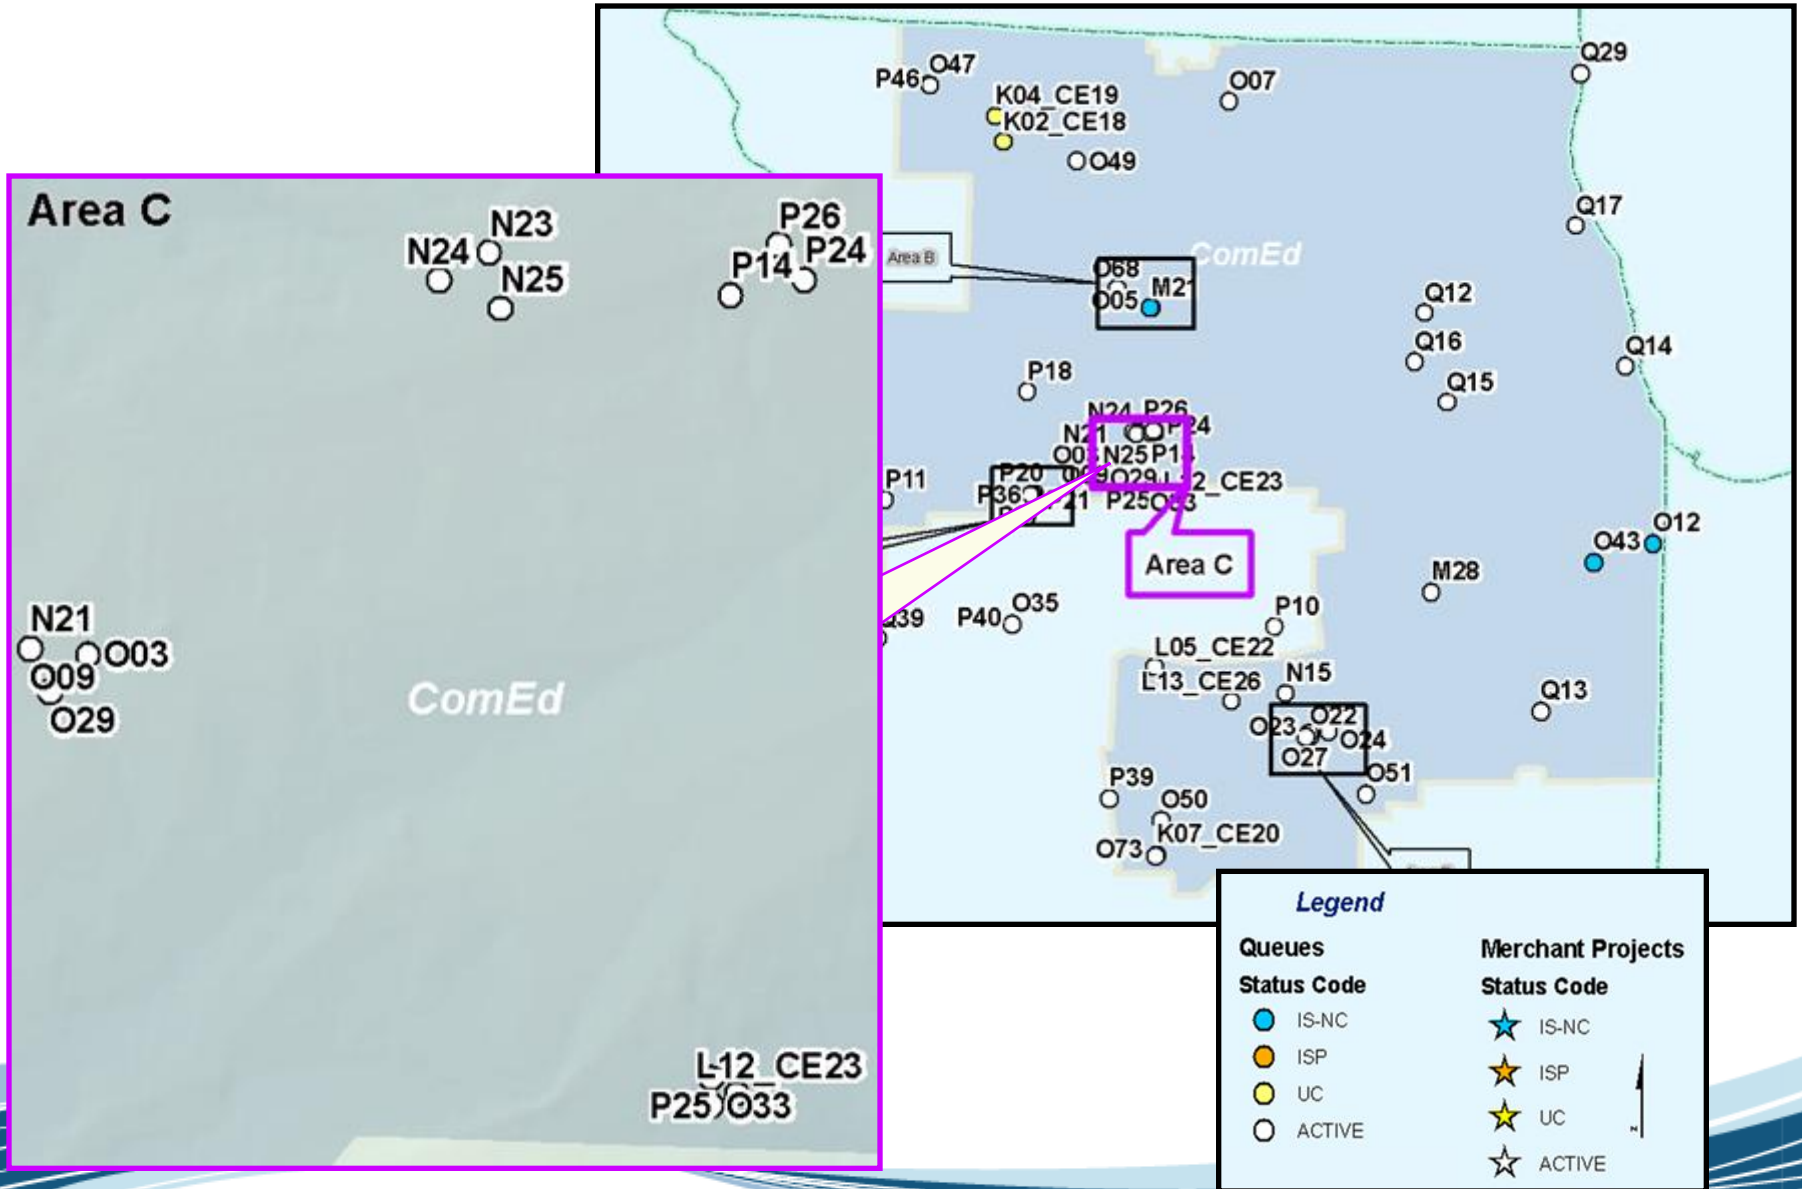 Area C
N23
N24
N25
P26
P24
P14
N21
O03
O09
O29
ComEd
L12_CE23
P25
O33
Q29
O47
P46
O07
K04_CE19
K02_CE18
O49
Q17
Area B
ComEd
O68
M21
O05
Q12
Q16
Q14
Q15
P18
N24
P26
P24
N21
N25
P14
O29
P11
P20
P36
P21
L12_CE23
P25
O33
Area C
O12
O43
M28
Q39
P40
O35
P10
L05_CE22
L13_CE26
N15
Q13
O22
O23
O24
O27
O51
P39
O50
K07_CE20
O73
Legend
Queues
Status Code
IS-NC
ISP
UC
ACTIVE
Merchant Projects
Status Code
IS-NC
ISP
UC
ACTIVE
N